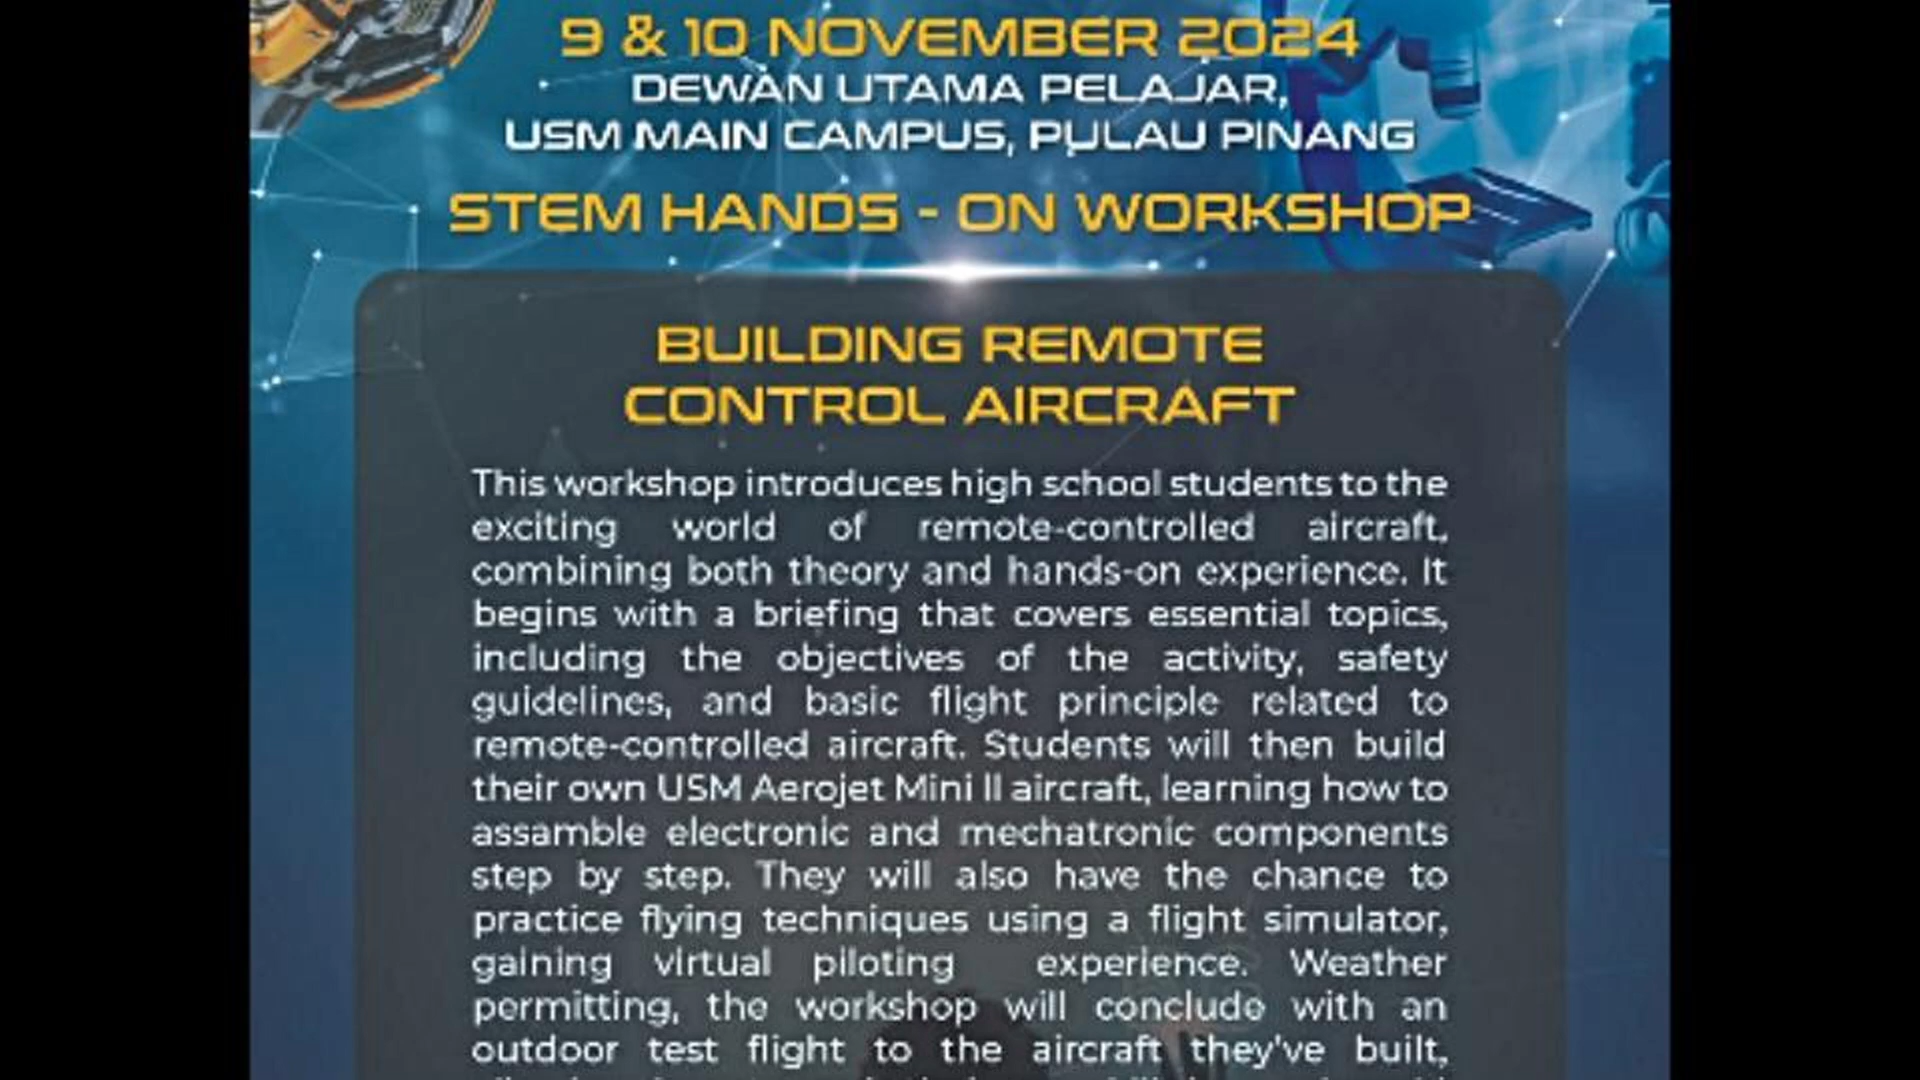 9 & 10 NOVEMBER 2024
DEWAN UTAMA PELAJAR,
USM MAIN CAMPUS, PULAU PINANG
STEM HANDS - ON WORKSHOP
BUILDING REMOTE
CONTROL AIRCRAFT
This workshop introduces high school students to the
exciting world of remote-controlled aircraft,
combining both theory and hands-on experience. It
begins with a briefing that covers essential topics,
including the objectives of the activity, safety
guidelines, and basic flight principle related to
remote-controlled aircraft. Students will then build
their own USM Aerojet Mini II aircraft, learning how to
assamble electronic and mechatronic components
step by step. They will also have the chance to
practice flying techniques using a flight simulator,
gaining virtual piloting experience. Weather
permitting, the workshop will conclude with an
outdoor test flight to the aircraft they've built,